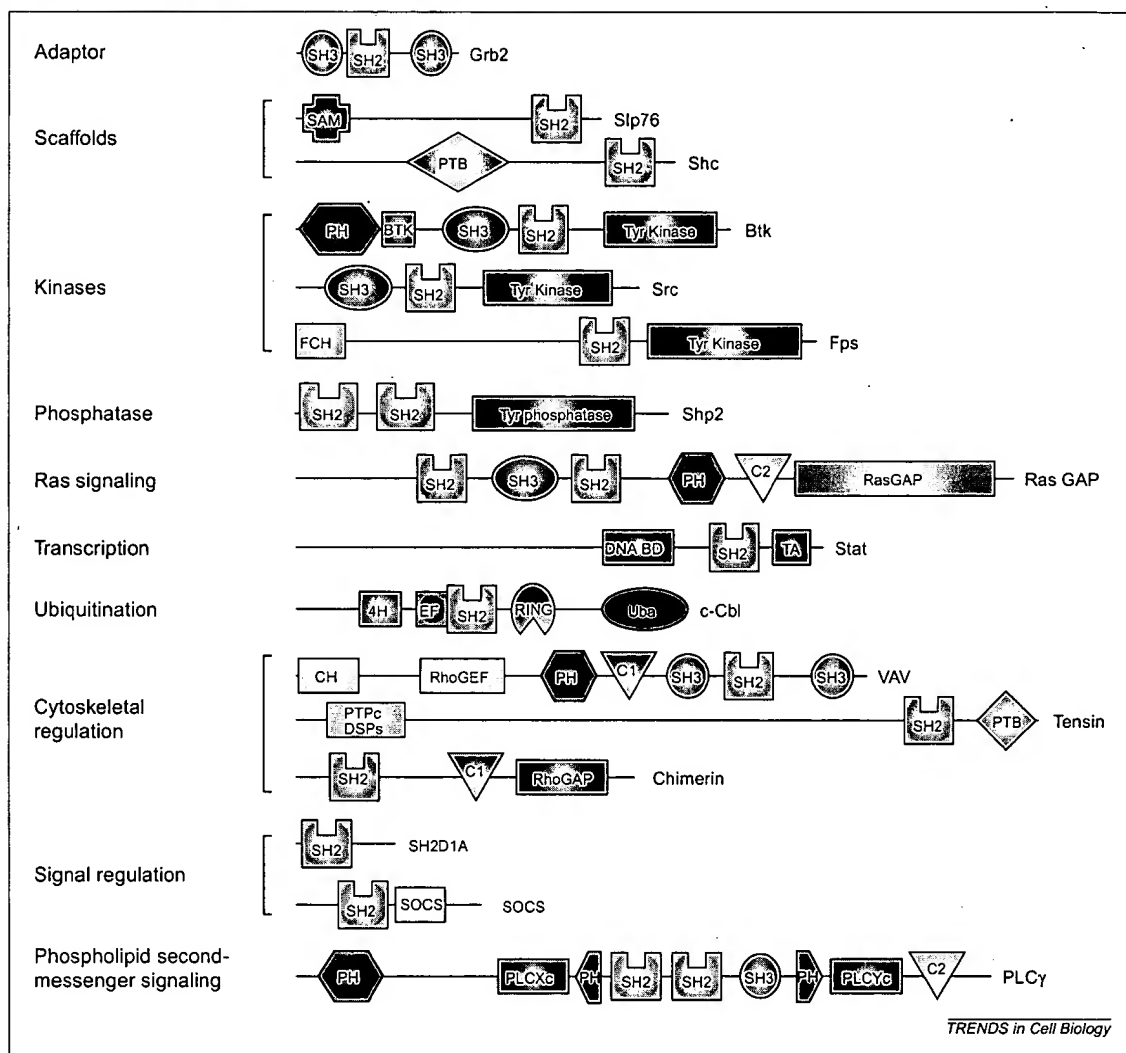 Adaptor
SH3 SH2 SH3 Grb2
Scaffolds
SAM SH2 Slp76
PTB SH2 Shc
Kinases
PH BTK SH3 SH2 Tyr Kinase Btk
SH3 SH2 Tyr Kinase Src
FCH SH2 Tyr Kinase Fps
Phosphatase
SH2 SH2 Tyr phosphatase Shp2
Ras signaling
SH2 SH3 SH2 PH C2 RasGAP Ras GAP
Transcription
DNA BD SH2 TA Stat
Ubiquitination
4H EF SH2 RING Uba c-Cbl
Cytoskeletal
regulation
CH RhoGEF PH C1 SH3 SH2 SH3 VAV
PTPc
DSPs
SH2 PTB Tensin
SH2 C1 RhoGAP Chimerin
Signal regulation
SH2 SH2D1A
SH2 SOCS SOCS
Phospholipid second-
messenger signaling
PH PLCXc PH SH2 SH2 SH3 PH PLCYc C2 PLCγ
TRENDS in Cell Biology